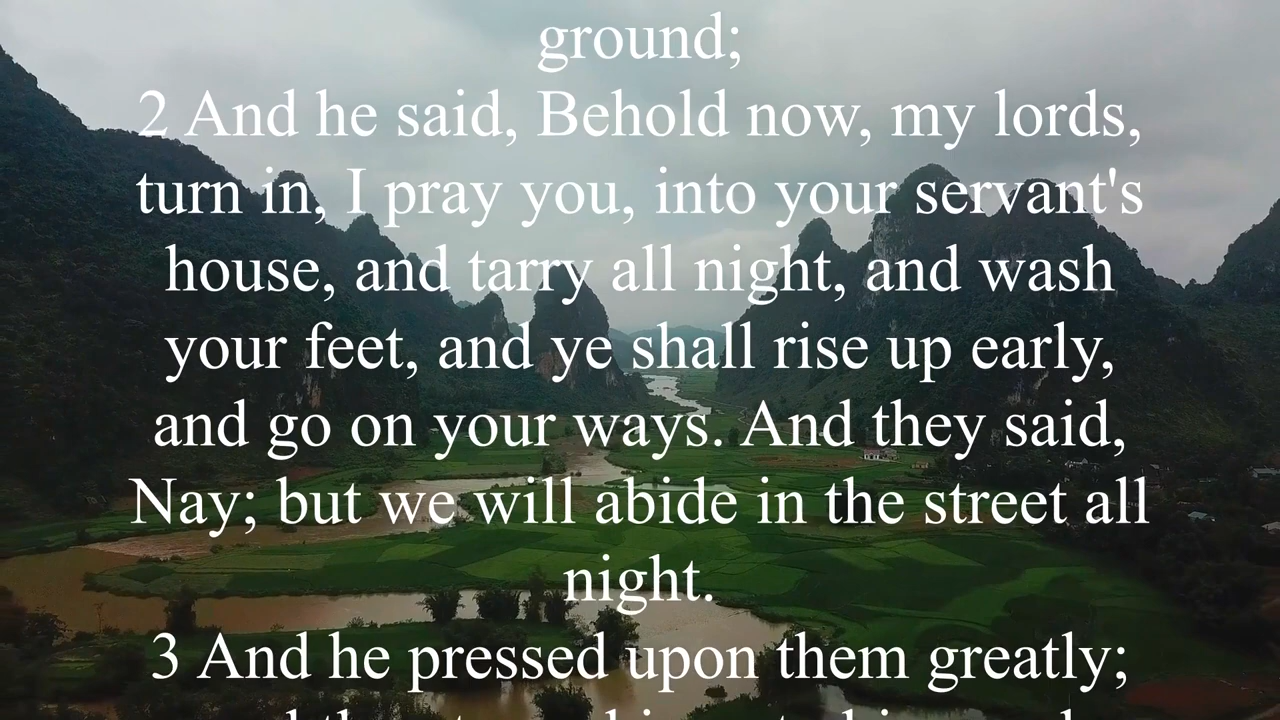 ground;
2 And he said, Behold now, my lords,
turn in, I pray you, into your servant's
house, and tarry all night, and wash
your feet, and ye shall rise up early,
and go on your ways. And they said,
Nay; but we will abide in the street all
night.
3 And he pressed upon them greatly;